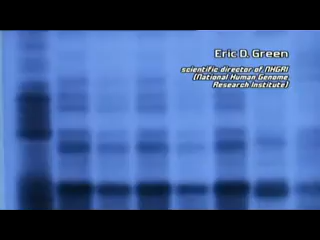 Eric D. Green
scientific director of NHGRI
(National Human Genome
Research Institute)